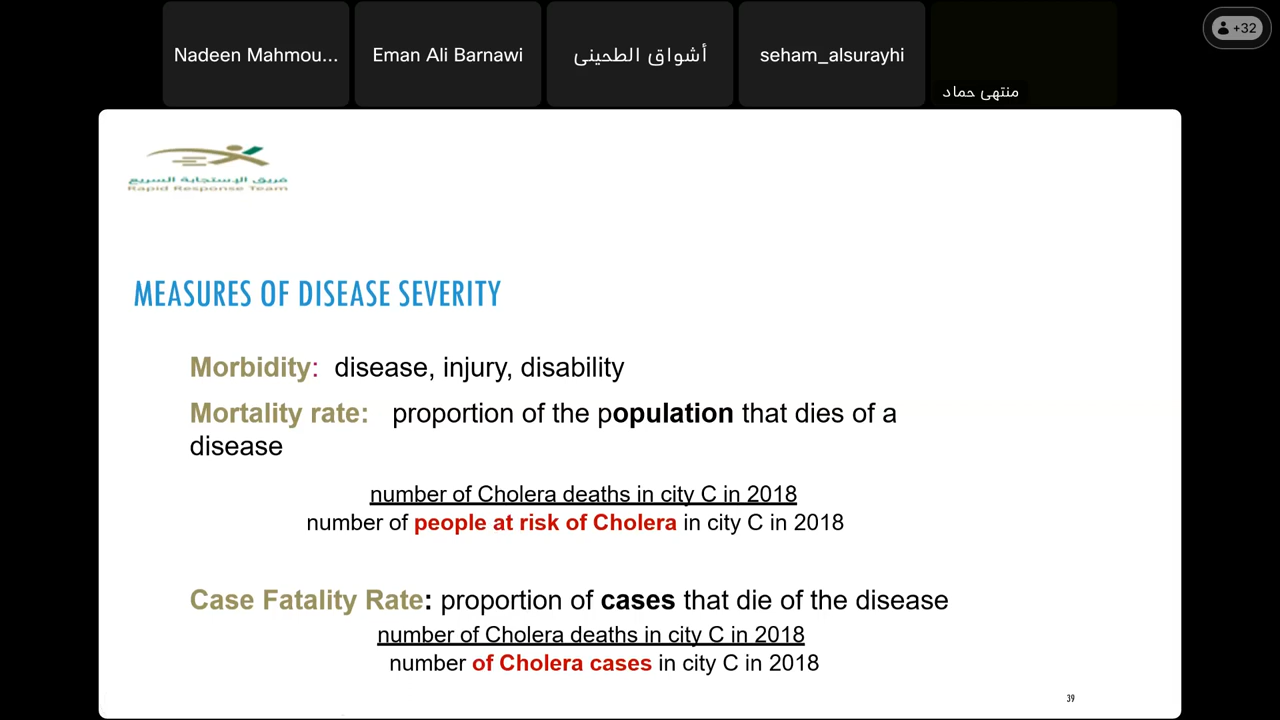 Nadeen Mahmou...
Eman Ali Barnawi
أشواق الطحينى
seham_alsurayhi
منتهى حماد
+32
فريق الإستجابة السريع
Rapid Response Team
MEASURES OF DISEASE SEVERITY
Morbidity: disease, injury, disability
Mortality rate: proportion of the population that dies of a
disease
number of Cholera deaths in city C in 2018
number of people at risk of Cholera in city C in 2018
Case Fatality Rate: proportion of cases that die of the disease
number of Cholera deaths in city C in 2018
number of Cholera cases in city C in 2018
39